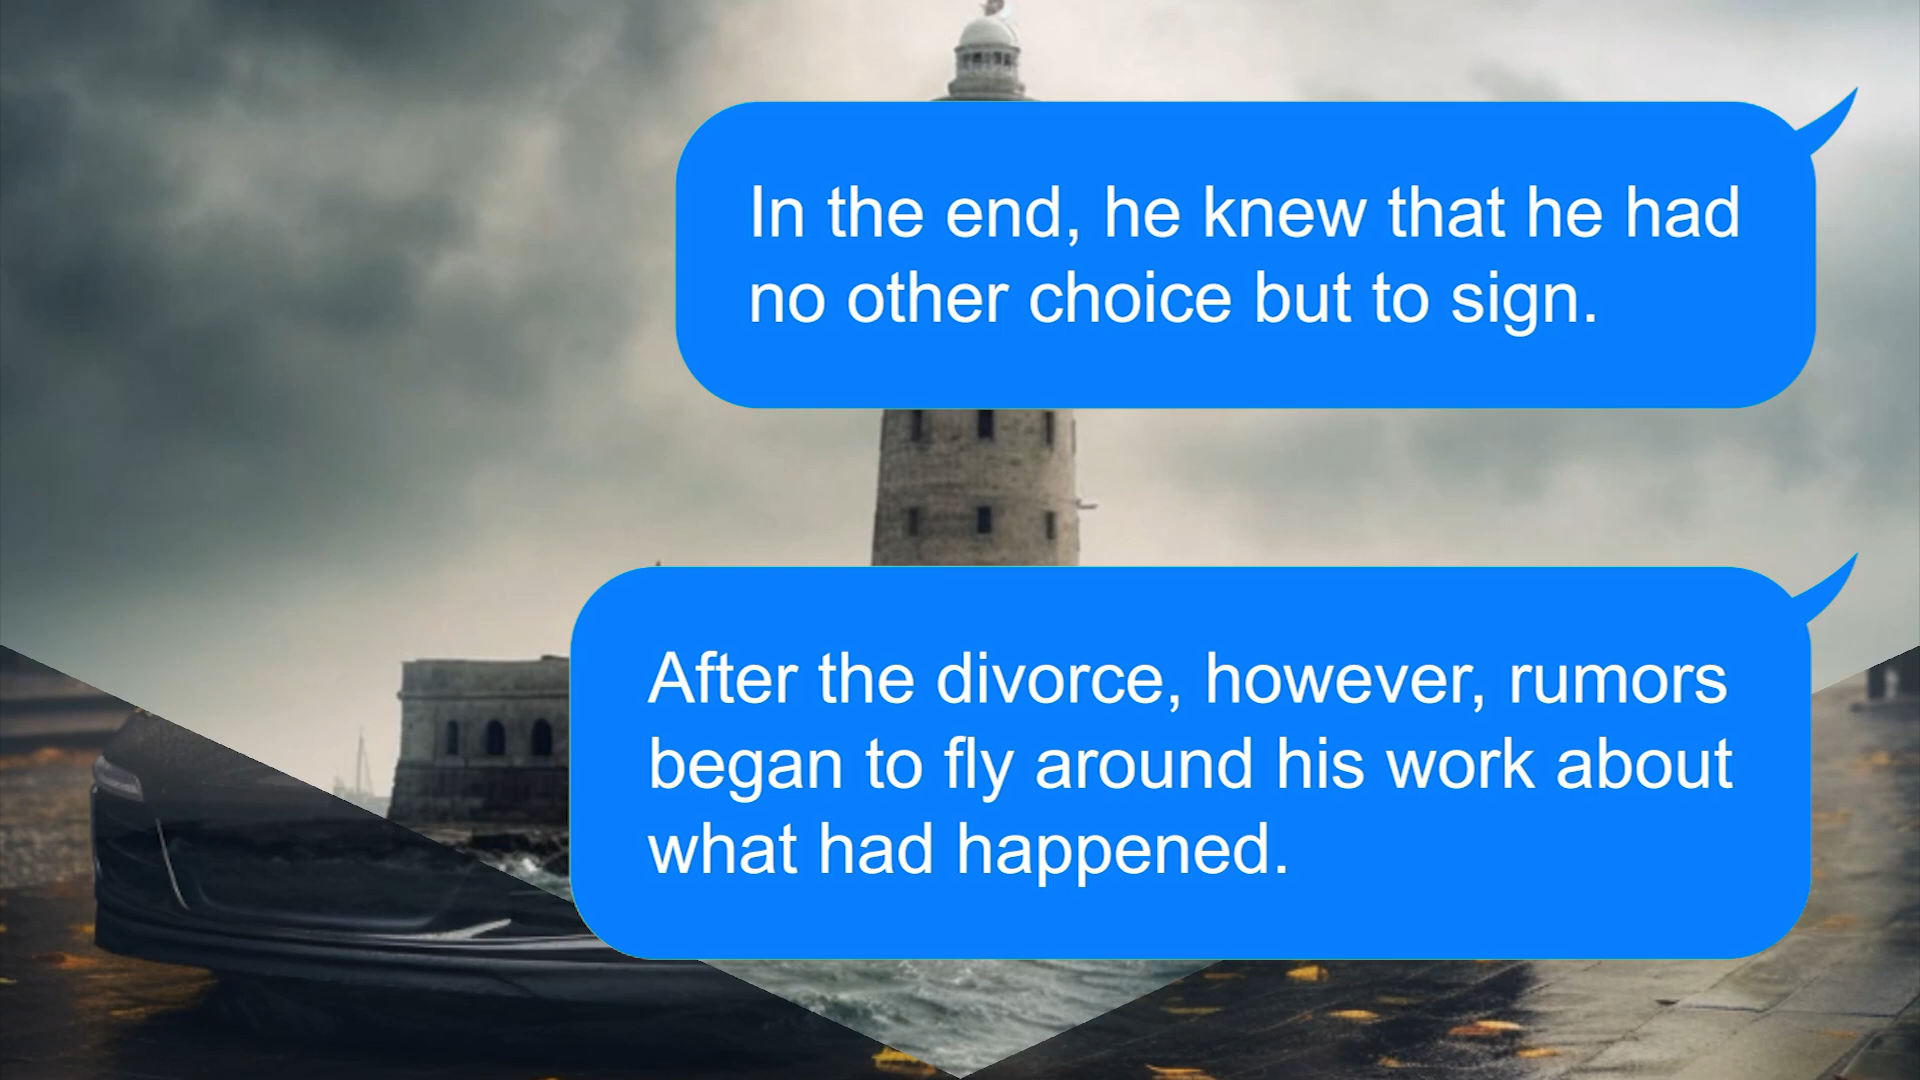 In the end, he knew that he had
no other choice but to sign.
After the divorce, however, rumors
began to fly around his work about
what had happened.